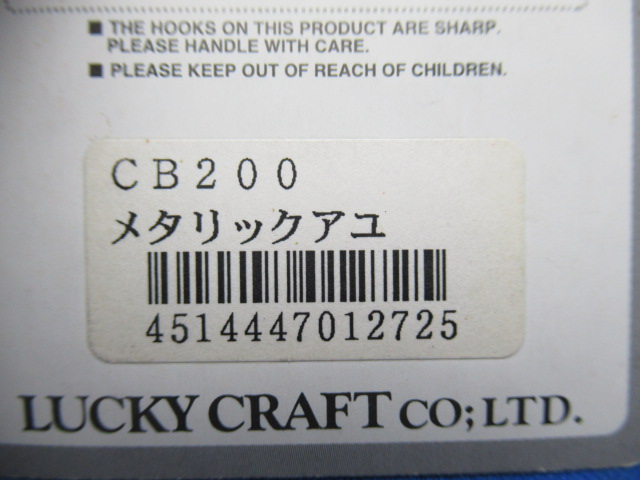 ■ THE HOOKS ON THIS PRODUCT ARE SHARP.
PLEASE HANDLE WITH CARE.
■ PLEASE KEEP OUT OF REACH OF CHILDREN.
CB200
メタリックアユ
4514447012725
LUCKY CRAFT CO;LTD.